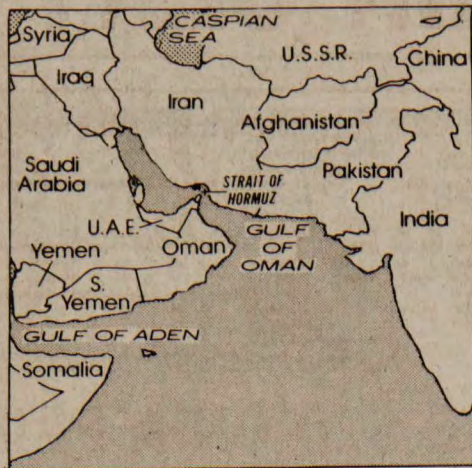 CASPIAN
SEA
Syria
U.S.S.R.
China
Iraq
Iran
Afghanistan
Saudi
Arabia
STRAIT OF
HORMUZ
Pakistan
U.A.E.
India
Yemen
Oman
GULF
OF
OMAN
S.
Yemen
GULF OF ADEN
Somalia